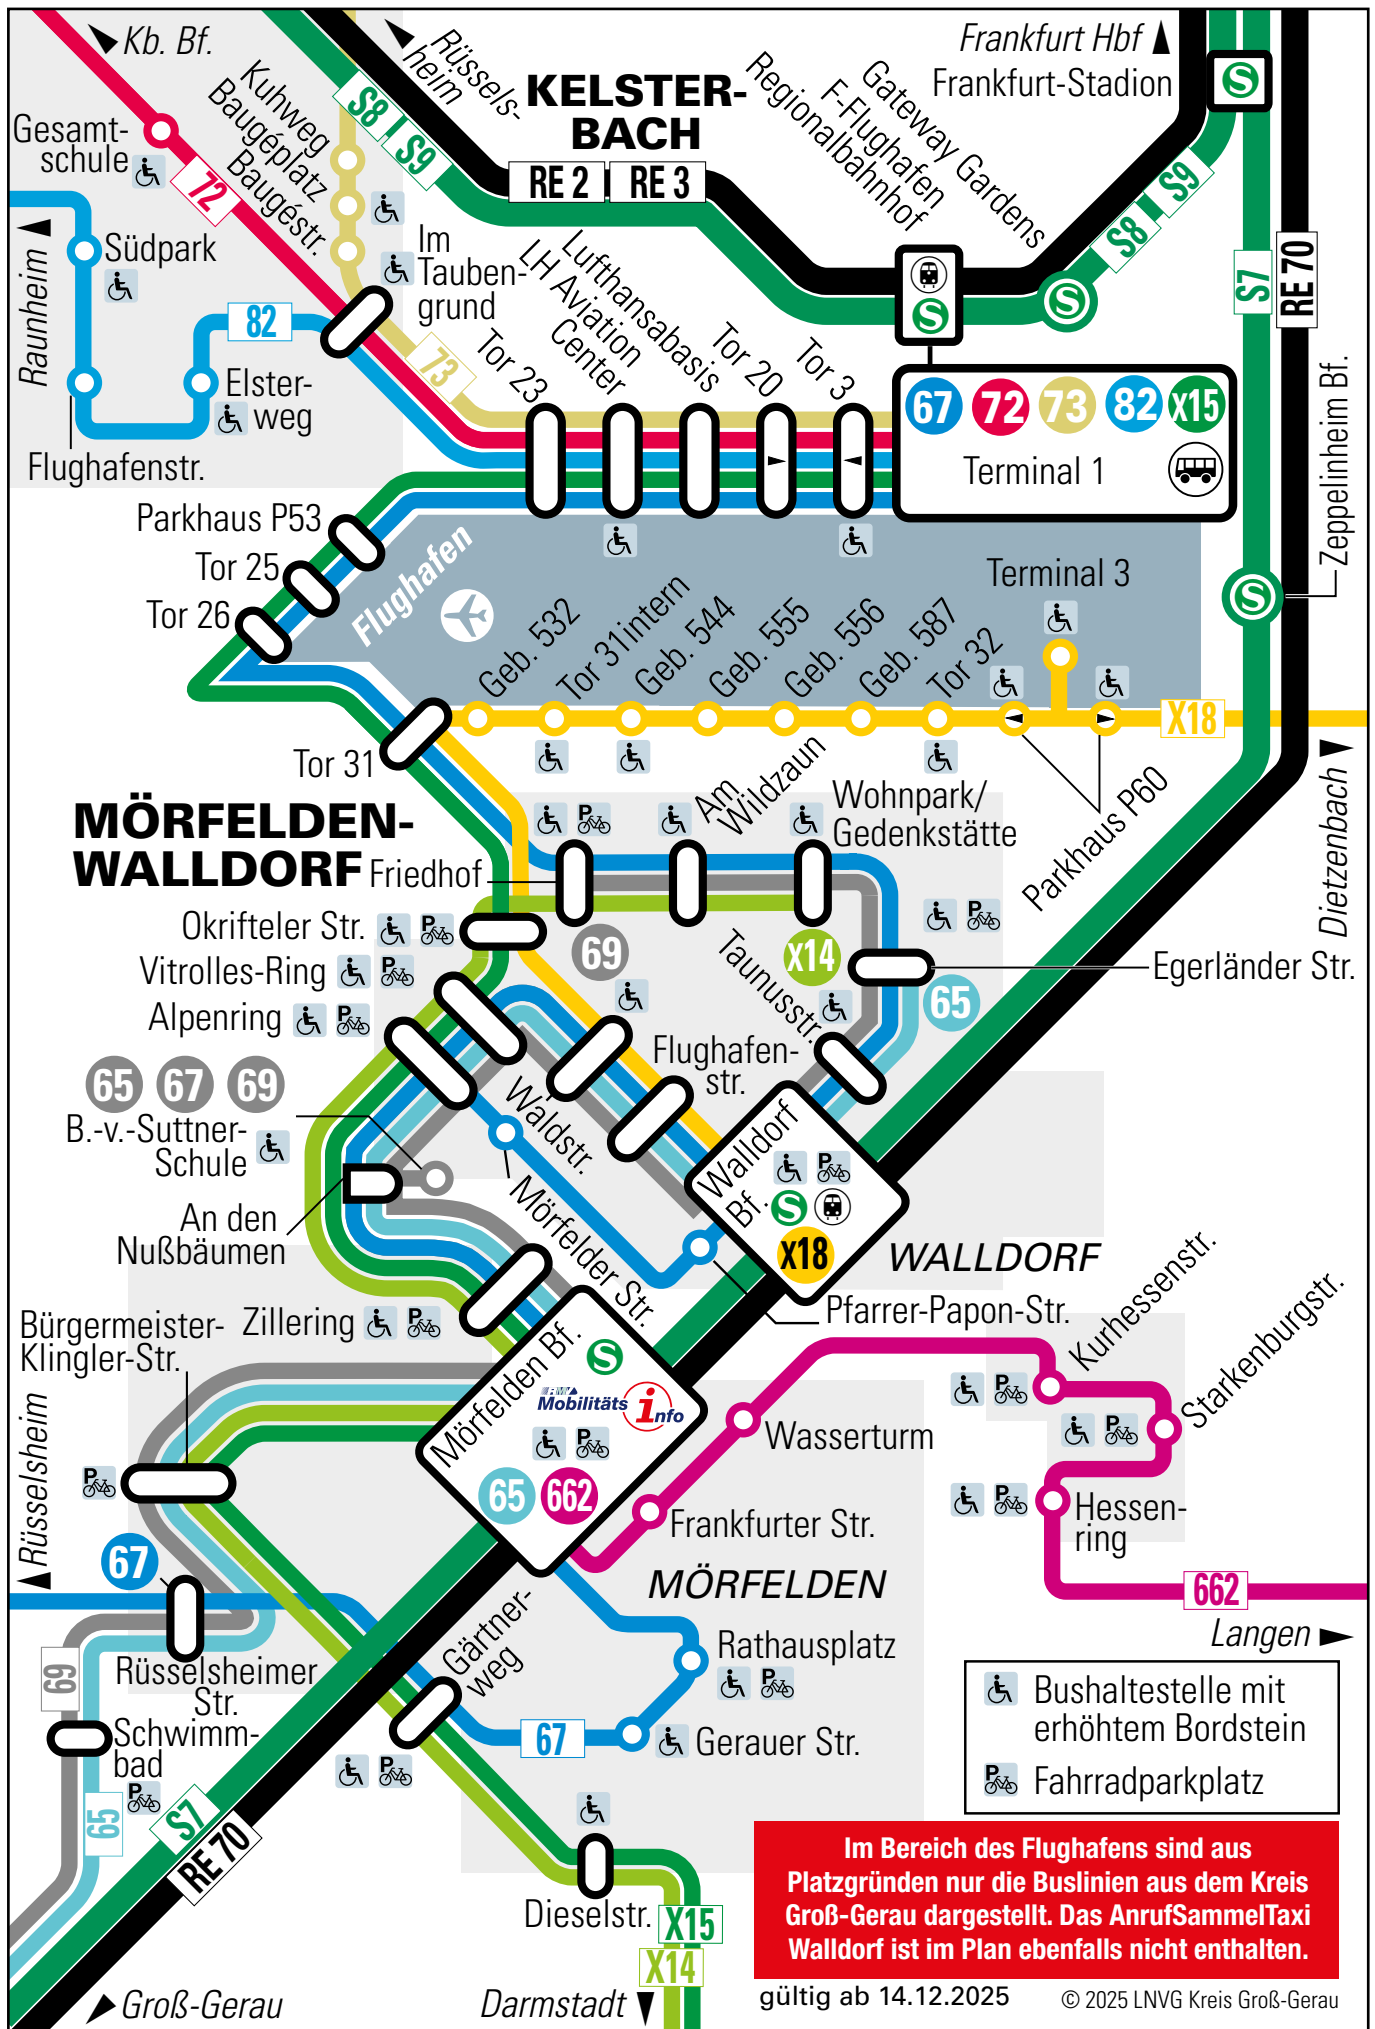 Kb. Bf.
Rüssels-
heim
KELSTER-
BACH
Frankfurt Hbf
Frankfurt-Stadion
S
Gesamt-
schule
72
Kuhweg
Baugéplatz
Baugéstr.
S8 S9
RE 2 RE 3
Regionalbahnhof
F-Flughafen
Gateway Gardens
S8 S9
S7
RE 70
Raunheim
Südpark
82
Elster-
weg
Flughafenstr.
Im
Tauben-
grund
73
Tor 23
LH Aviation
Center
Lufthansabasis
Tor 20
Tor 3
S
S
67 72 73 82 X15
Terminal 1
Zeppelinheim Bf.
S
Parkhaus P53
Tor 25
Tor 26
Flughafen
Terminal 3
Geb. 532
Tor 31intern
Geb. 544
Geb. 555
Geb. 556
Geb. 587
Tor 32
X18
Parkhaus P60
Dietzenbach
Tor 31
MÖRFELDEN-
WALLDORF
Friedhof
P
Am
Wildzaun
Wohnpark/
Gedenkstätte
Okrifteler Str.
P
Vitrolles-Ring
P
Alpenring
P
69
X14
Taunusstr.
P
65
Egerländer Str.
65 67 69
B.-v.-Suttner-
Schule
Waldstr.
Flughafen-
str.
Walldorf
Bf.
P
S
X18
WALLDORF
An den
Nußbäumen
Mörfelder Str.
Pfarrer-Papon-Str.
Zillering
P
Bürgermeister-
Klingler-Str.
P
Mörfelden Bf.
S
RMV
Mobilitäts
info
P
65 662
Wasserturm
Frankfurter Str.
Kurhessenstr.
P
Starkenburgstr.
P
Hessen-
ring
P
662
Langen
Rüsselsheim
67
MÖRFELDEN
69
Rüsselsheimer
Str.
Schwimm-
bad
P
65
Gärtner-
weg
P
Rathausplatz
P
67
Gerauer Str.
S7
RE 70
Dieselstr.
X15
X14
Groß-Gerau
Darmstadt
Bushaltestelle mit
erhöhtem Bordstein
P
Fahrradparkplatz
Im Bereich des Flughafens sind aus
Platzgründen nur die Buslinien aus dem Kreis
Groß-Gerau dargestellt. Das AnrufSammelTaxi
Walldorf ist im Plan ebenfalls nicht enthalten.
gültig ab 14.12.2025
© 2025 LNVG Kreis Groß-Gerau